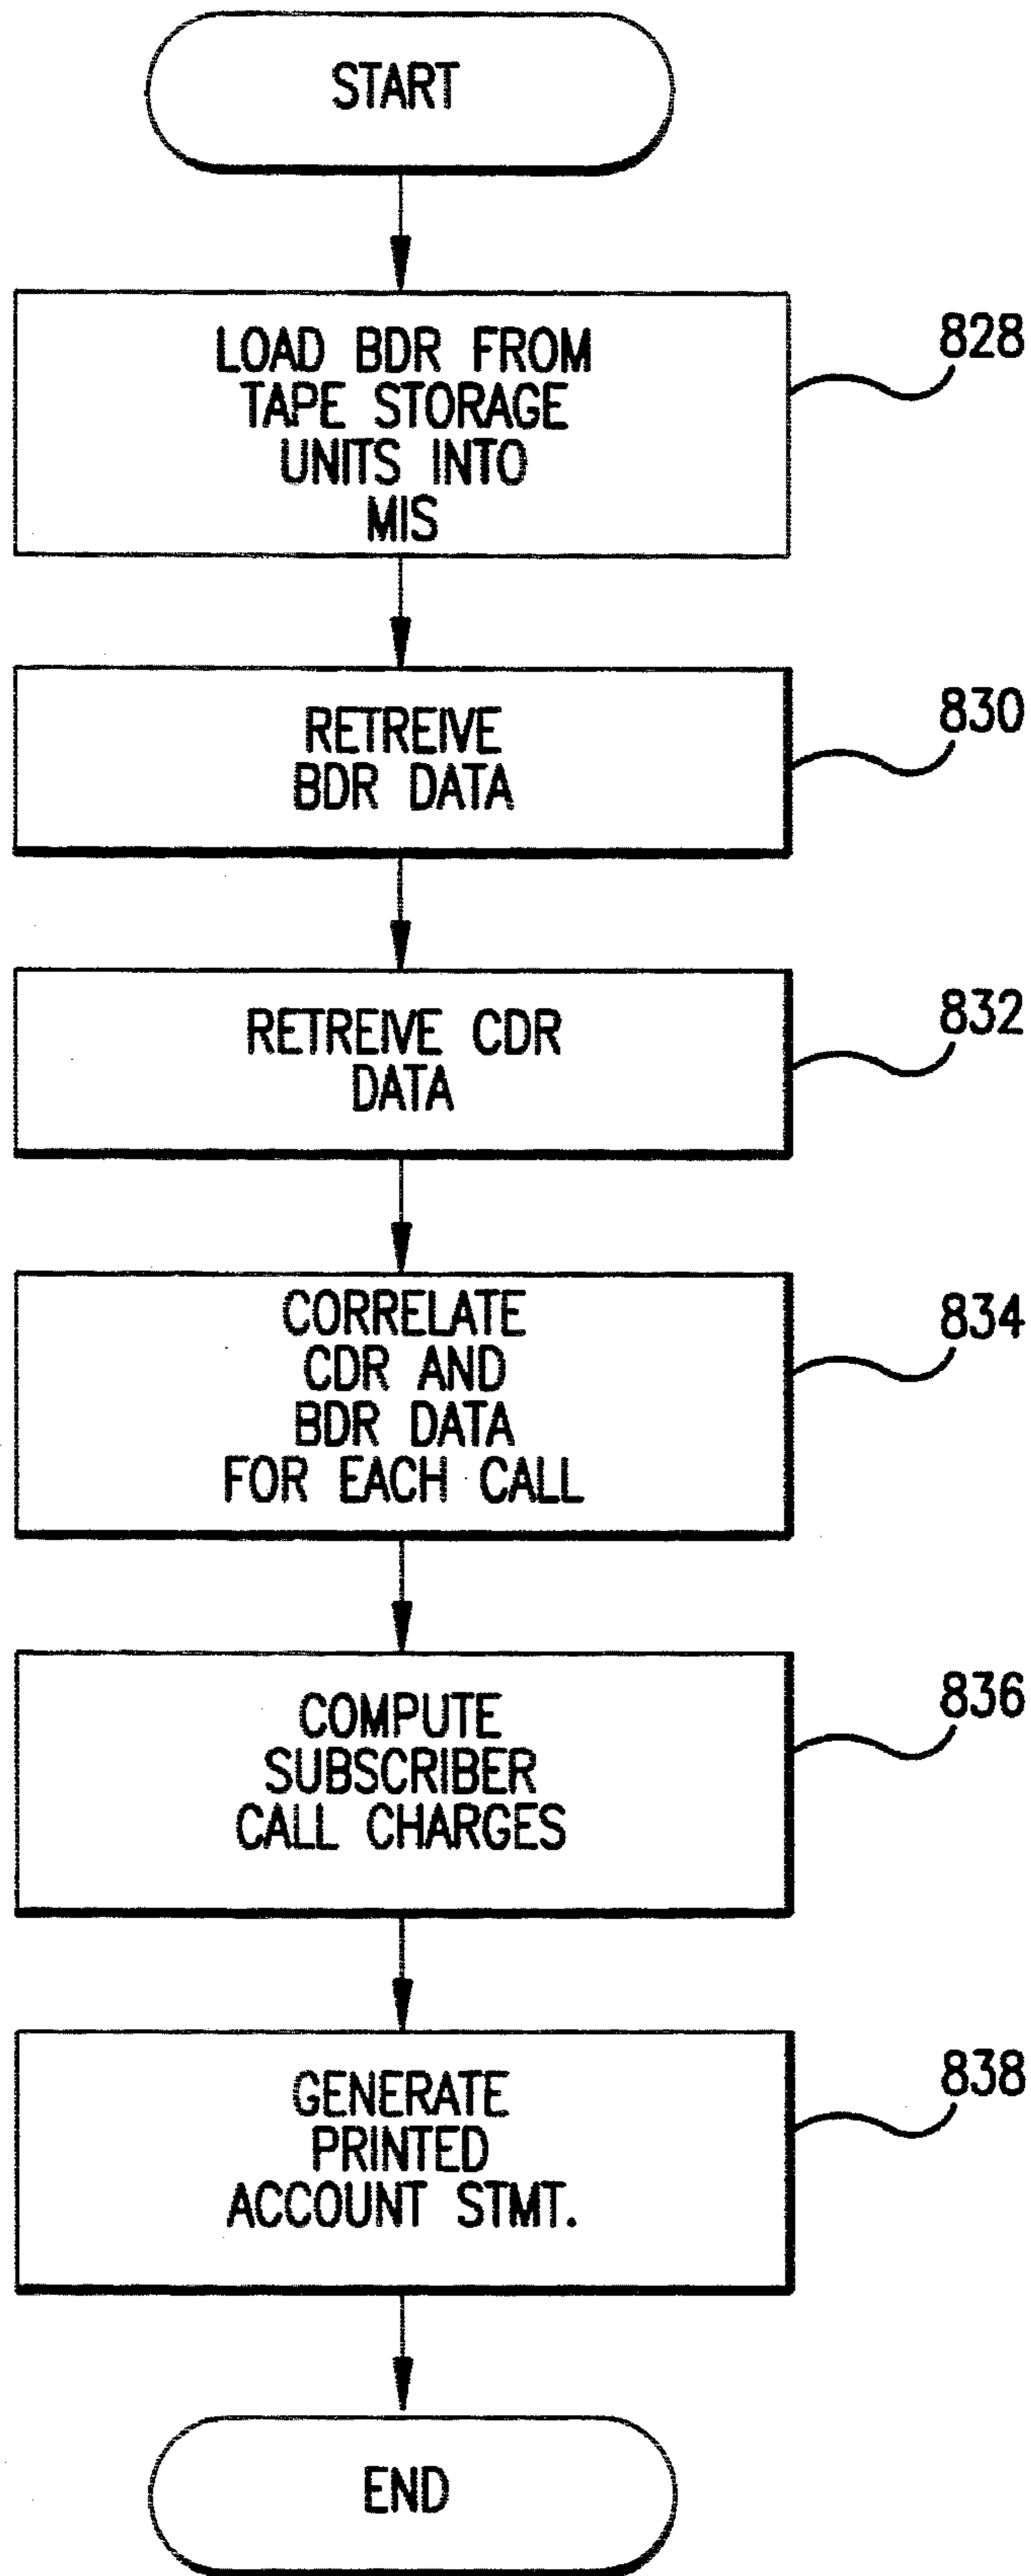 START
LOAD BDR FROM
TAPE STORAGE
UNITS INTO
MIS
828
RETREIVE
BDR DATA
830
RETREIVE CDR
DATA
832
CORRELATE
CDR AND
BDR DATA
FOR EACH CALL
834
COMPUTE
SUBSCRIBER
CALL CHARGES
836
GENERATE
PRINTED
ACCOUNT STMT.
838
END